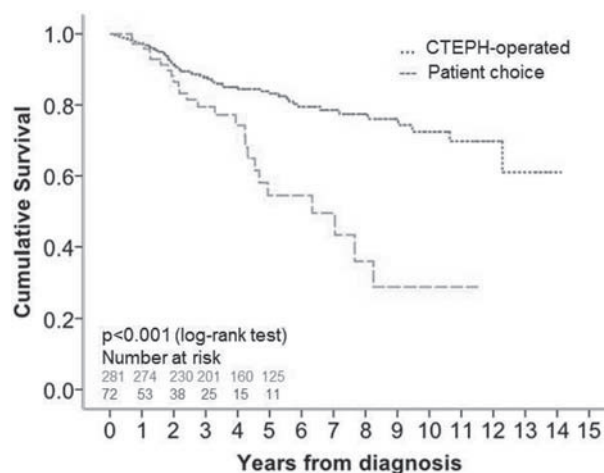 1.0
0.8
0.6
0.4
0.2
0.0
Cumulative Survival
CTEPH-operated
Patient choice
p<0.001 (log-rank test)
Number at risk
281 274 230 201 160 125
72 53 38 25 15 11
0 1 2 3 4 5 6 7 8 9 10 11 12 13 14 15
Years from diagnosis